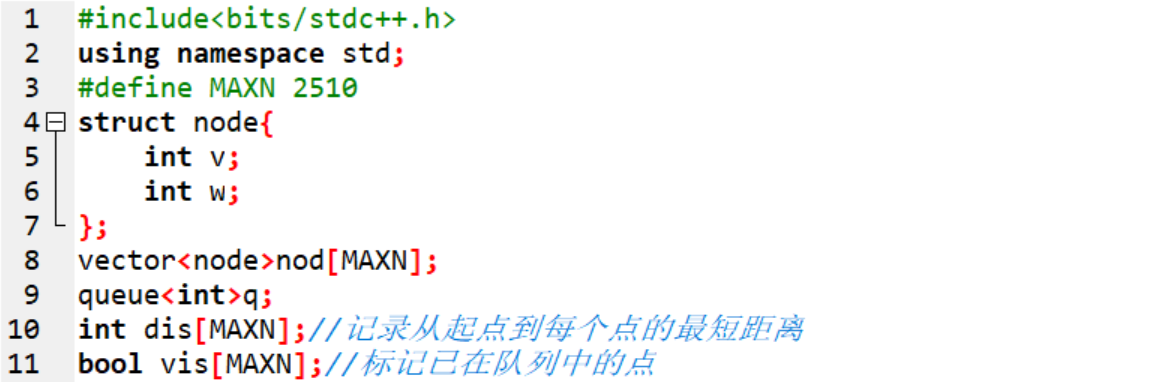 1 #include<bits/stdc++.h>
2 using namespace std;
3 #define MAXN 2510
4 struct node{
5     int v;
6     int w;
7 };
8 vector<node>nod[MAXN];
9 queue<int>q;
10 int dis[MAXN];//记录从起点到每个点的最短距离
11 bool vis[MAXN];//标记已在队列中的点